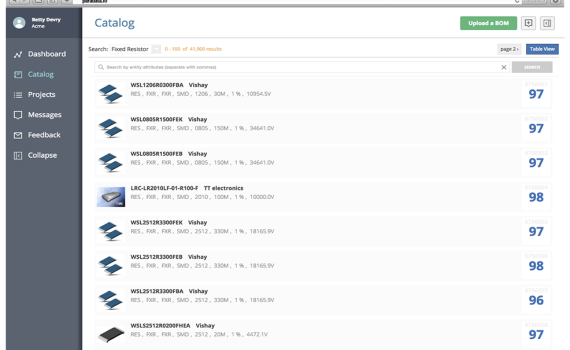 Betty Devry
Acme
Catalog
Upload a BOM
Search: Fixed Resistor
0 - 100 of 41,900 results
page 2 ›
Table View
Search by entity attributes (separate with commas)
SEARCH
Dashboard
Catalog
Projects
Messages
Feedback
Collapse
WSL1206R0300FBA Vishay
RES , FXR , FXR , SMD , 1206 , 30M , 1 % , 10954.5V
97
WSL0805R1500FEK Vishay
RES , FXR , FXR , SMD , 0805 , 150M , 1 % , 34641.0V
97
WSL0805R1500FEB Vishay
RES , FXR , FXR , SMD , 0805 , 150M , 1 % , 34641.0V
97
LRC-LR2010LF-01-R100-F TT electronics
RES , FXR , FXR , SMD , 2010 , 100M , 1 % , 10000.0V
98
WSL2512R3300FEK Vishay
RES , FXR , FXR , SMD , 2512 , 330M , 1 % , 18165.9V
97
WSL2512R3300FEB Vishay
RES , FXR , FXR , SMD , 2512 , 330M , 1 % , 18165.9V
98
WSL2512R3300FBA Vishay
RES , FXR , FXR , SMD , 2512 , 330M , 1 % , 18165.9V
96
WSLS2512R0200FHEA Vishay
RES , FXR , FXR , SMD , 2512 , 20M , 1 % , 4472.1V
97